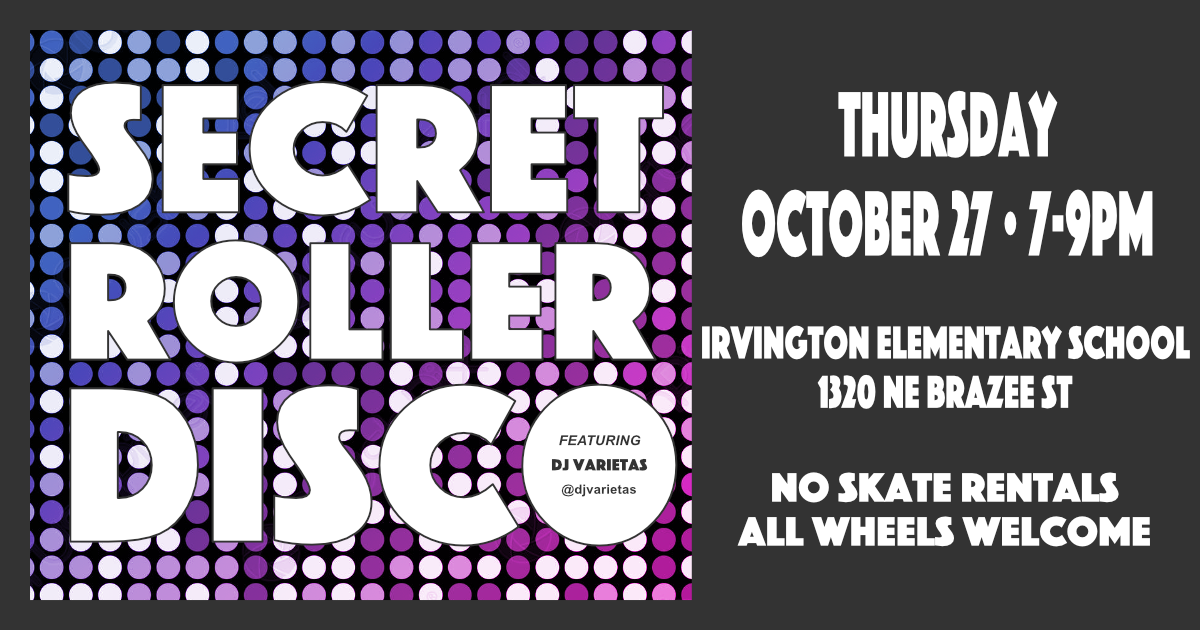 SECRET
ROLLER
DISCO
FEATURING
DJ VARIETAS
@djvarietas
THURSDAY
OCTOBER 27 • 7-9PM
IRVINGTON ELEMENTARY SCHOOL
1320 NE BRAZEE ST
NO SKATE RENTALS
ALL WHEELS WELCOME